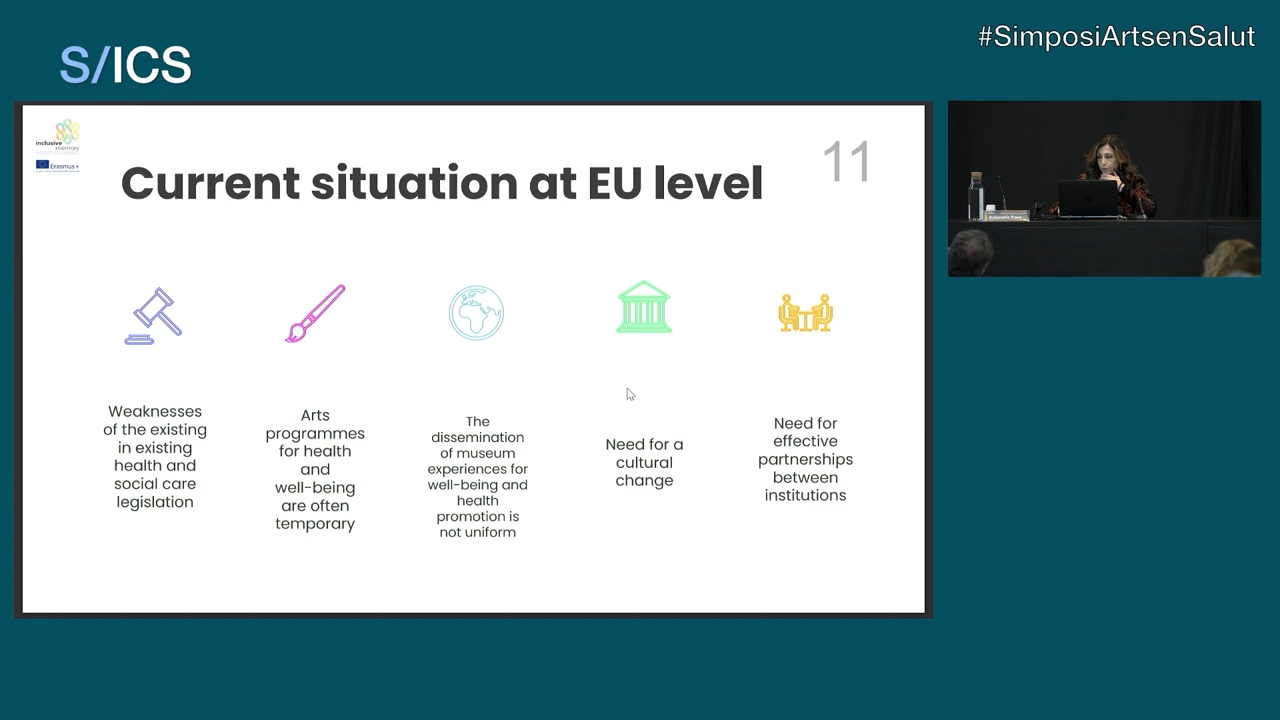 #SimposiArtsenSalut
S/ICS
inclusive
memory
Erasmus+
11
Current situation at EU level
Weaknesses
of the existing
in existing
health and
social care
legislation
Arts
programmes
for health
and
well-being
are often
temporary
The
dissemination
of museum
experiences for
well-being and
health
promotion is
not uniform
Need for a
cultural
change
Need for
effective
partnerships
between
institutions